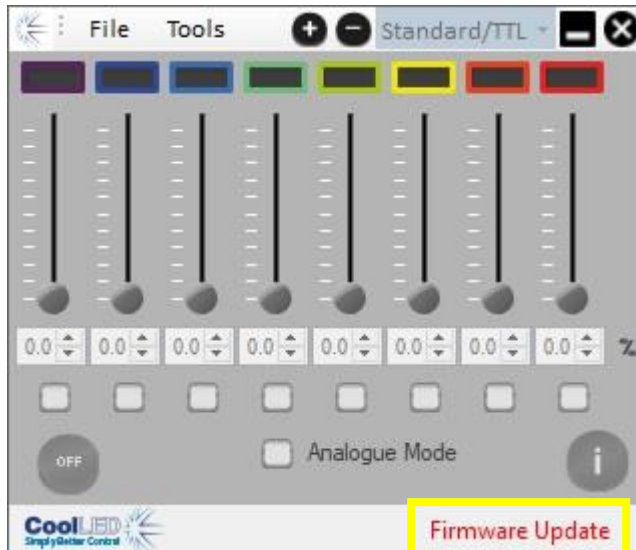 File Tools Standard/TTL
0.0 0.0 0.0 0.0 0.0 0.0 0.0 0.0 %
OFF Analogue Mode i
CoolLED
Simply Better Control
Firmware Update